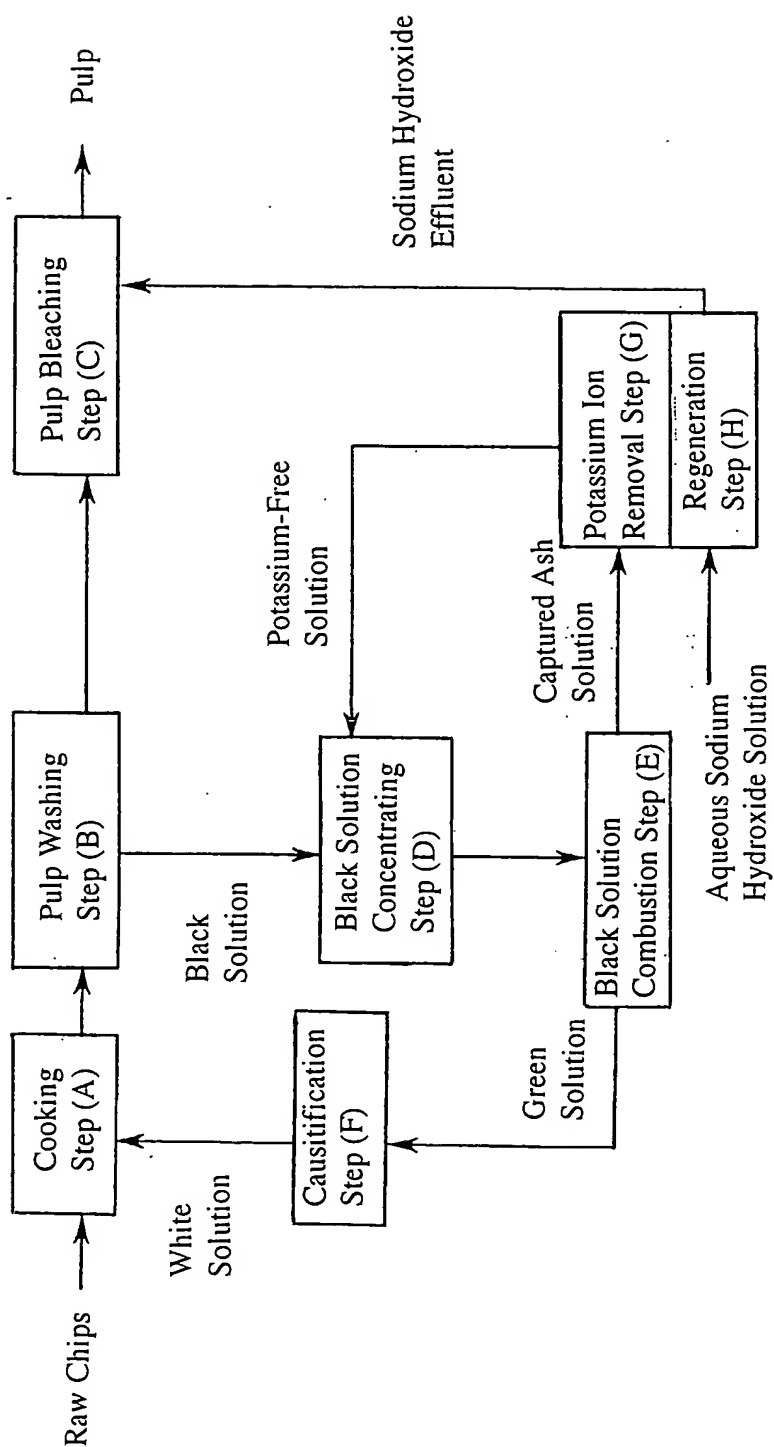 Raw Chips
Cooking
Step (A)
Pulp Washing
Step (B)
Pulp Bleaching
Step (C)
Pulp
White
Solution
Black
Solution
Causitification
Step (F)
Black Solution
Concentrating
Step (D)
Potassium-Free
Solution
Sodium Hydroxide
Effluent
Green
Solution
Black Solution
Combustion Step (E)
Captured Ash
Solution
Potassium Ion
Removal Step (G)
Regeneration
Step (H)
Aqueous Sodium
Hydroxide Solution